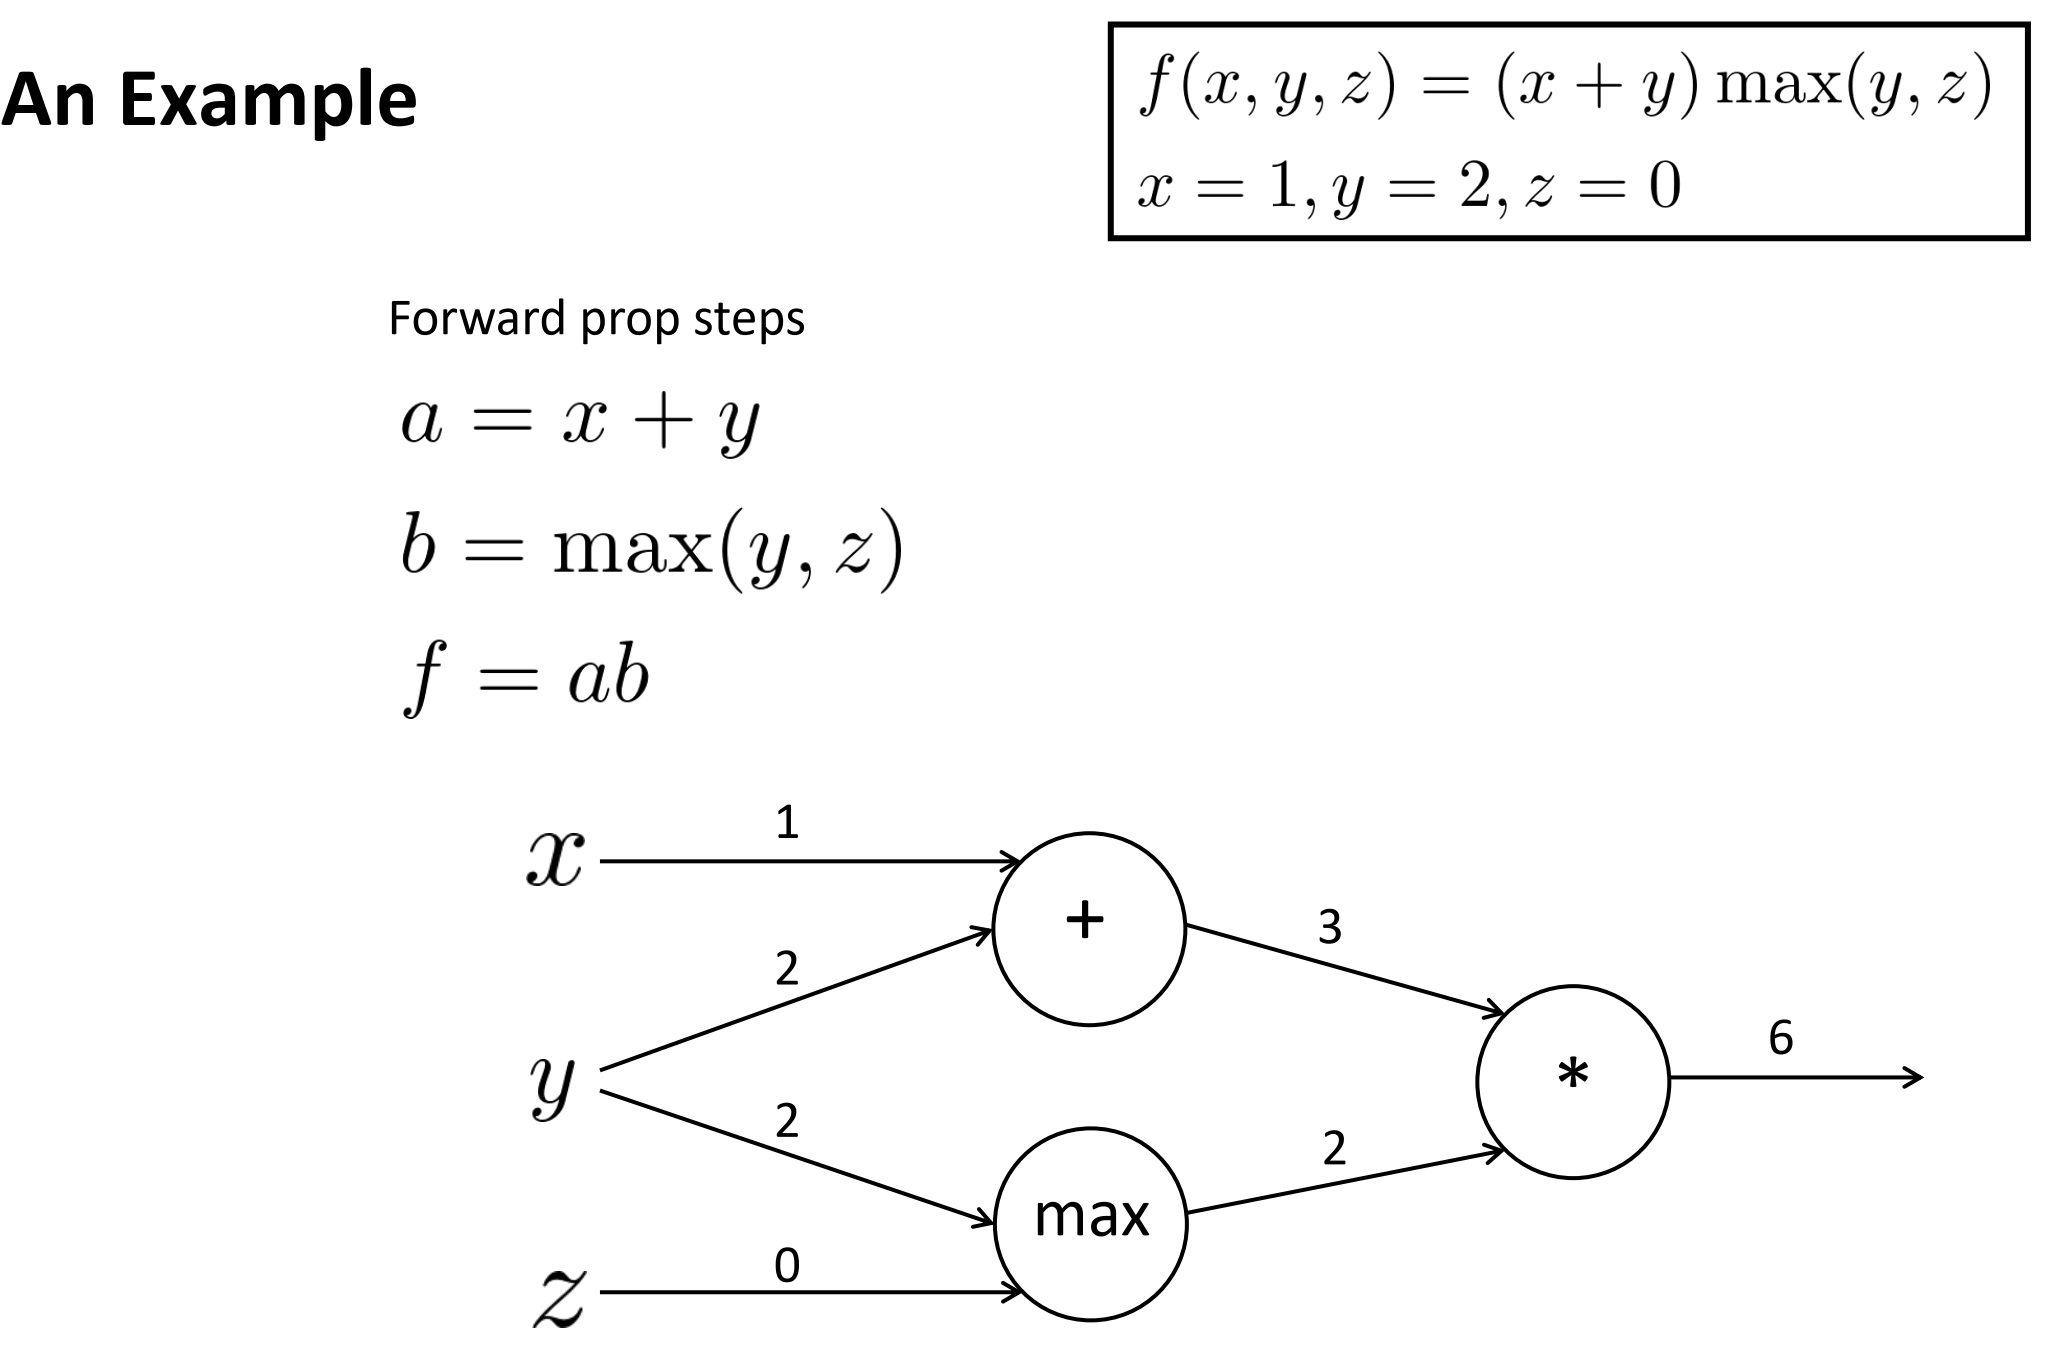 An Example
f(x, y, z) = (x + y) max(y, z)
x = 1, y = 2, z = 0
Forward prop steps
a = x + y
b = max(y, z)
f = ab
x
1
+
2
3
y
2
*
6
max
2
z
0